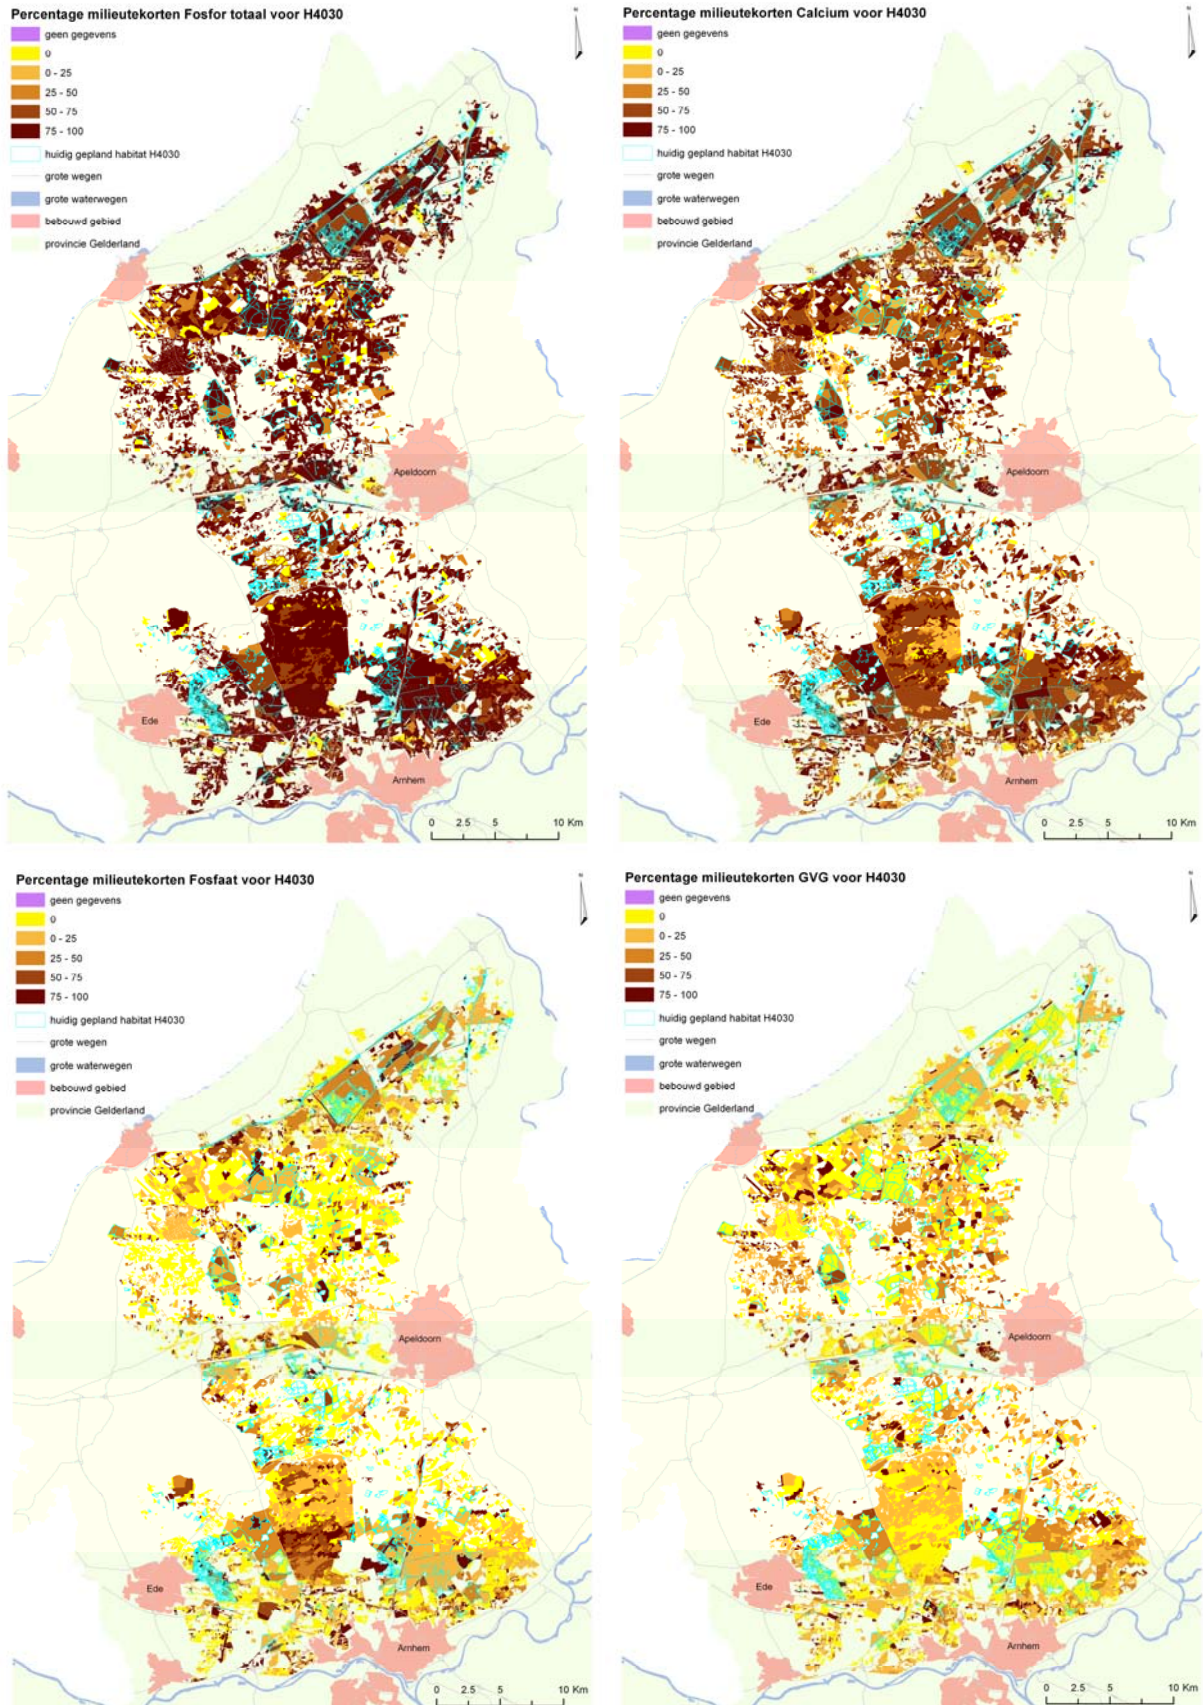 Percentage milieutekorten Fosfor totaal voor H4030
geen gegevens
0
0 - 25
25 - 50
50 - 75
75 - 100
huidig gepland habitat H4030
grote wegen
grote waterwegen
bebouwd gebied
provincie Gelderland
N
Apeldoorn
Ede
Arnhem
0 2.5 5 10 Km
Percentage milieutekorten Calcium voor H4030
geen gegevens
0
0 - 25
25 - 50
50 - 75
75 - 100
huidig gepland habitat H4030
grote wegen
grote waterwegen
bebouwd gebied
provincie Gelderland
N
Apeldoorn
Ede
Arnhem
0 2.5 5 10 Km
Percentage milieutekorten Fosfaat voor H4030
geen gegevens
0
0 - 25
25 - 50
50 - 75
75 - 100
huidig gepland habitat H4030
grote wegen
grote waterwegen
bebouwd gebied
provincie Gelderland
N
Apeldoorn
Ede
Arnhem
0 2.5 5 10 Km
Percentage milieutekorten GVG voor H4030
geen gegevens
0
0 - 25
25 - 50
50 - 75
75 - 100
huidig gepland habitat H4030
grote wegen
grote waterwegen
bebouwd gebied
provincie Gelderland
N
Apeldoorn
Ede
Arnhem
0 2.5 5 10 Km